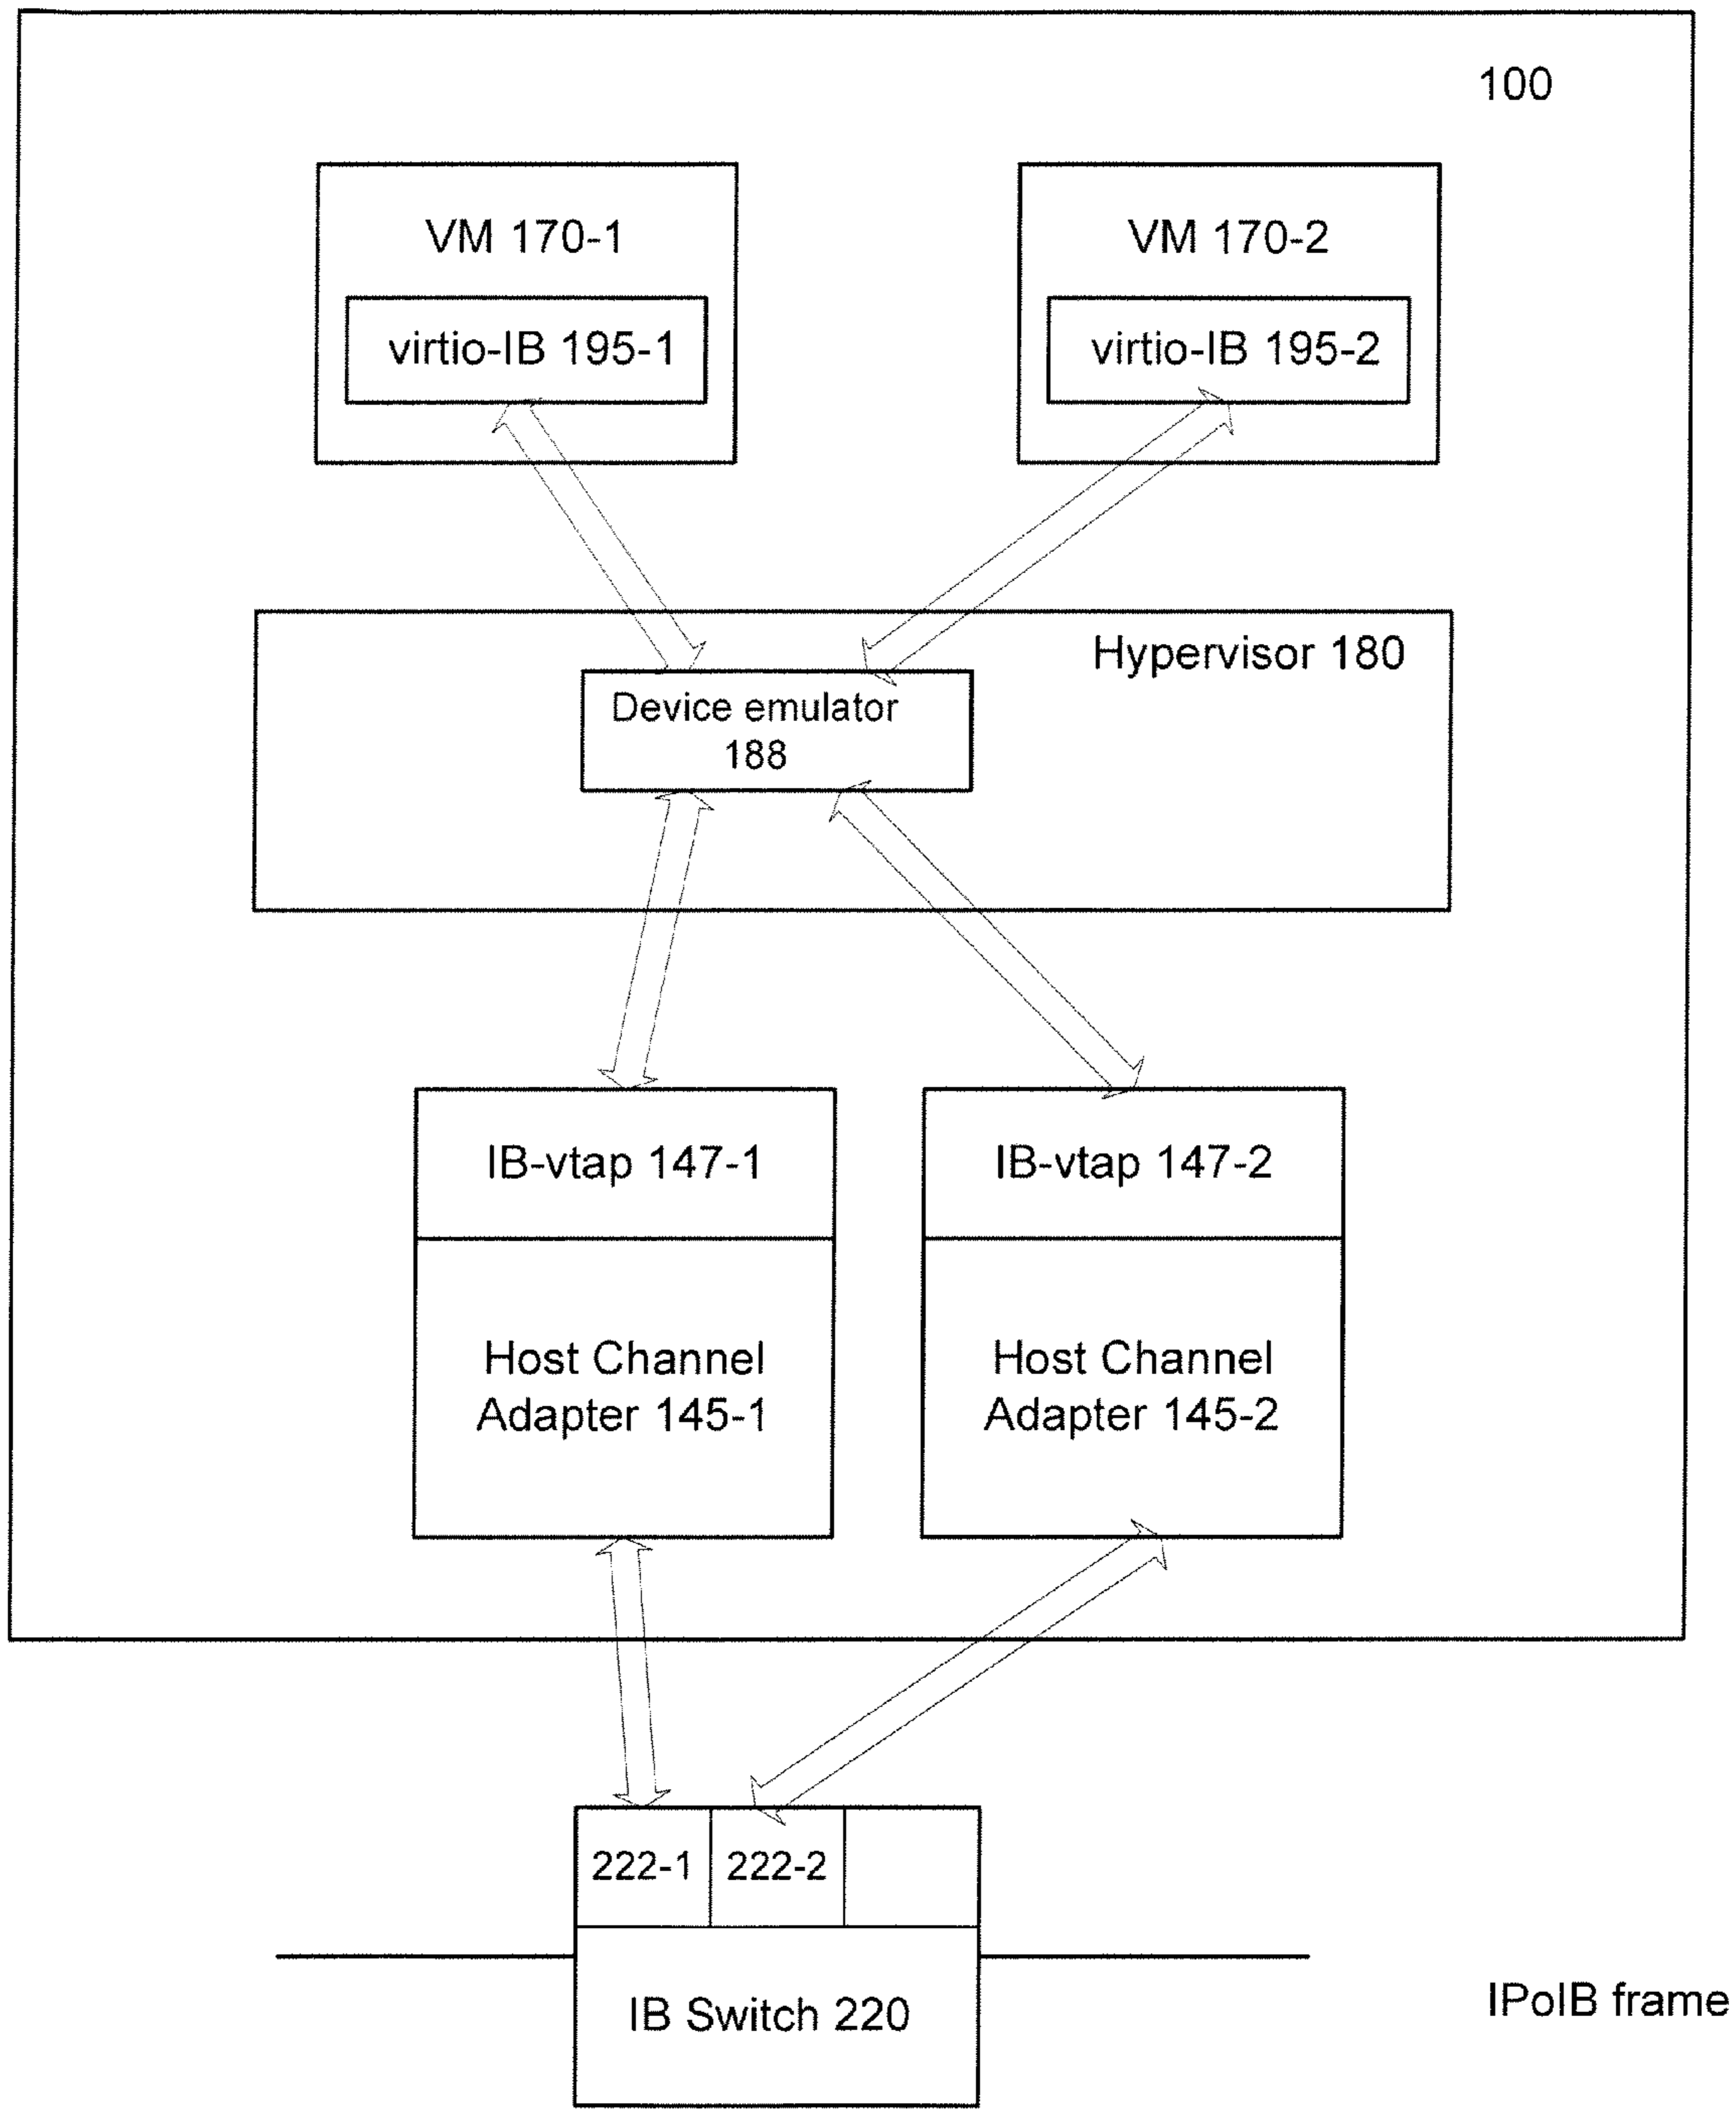 100
VM 170-1
VM 170-2
virtio-IB 195-1
virtio-IB 195-2
Hypervisor 180
Device emulator
188
IB-vtap 147-1
IB-vtap 147-2
Host Channel
Adapter 145-1
Host Channel
Adapter 145-2
222-1
222-2
IB Switch 220
IPoIB frame